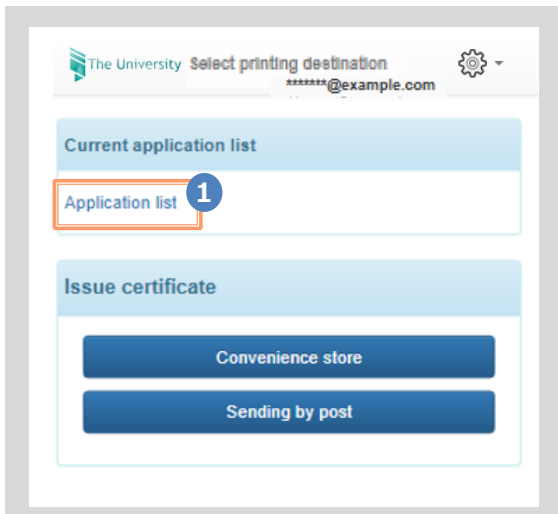 The University Select printing destination
*******@example.com
Current application list
Application list 1
Issue certificate
Convenience store
Sending by post